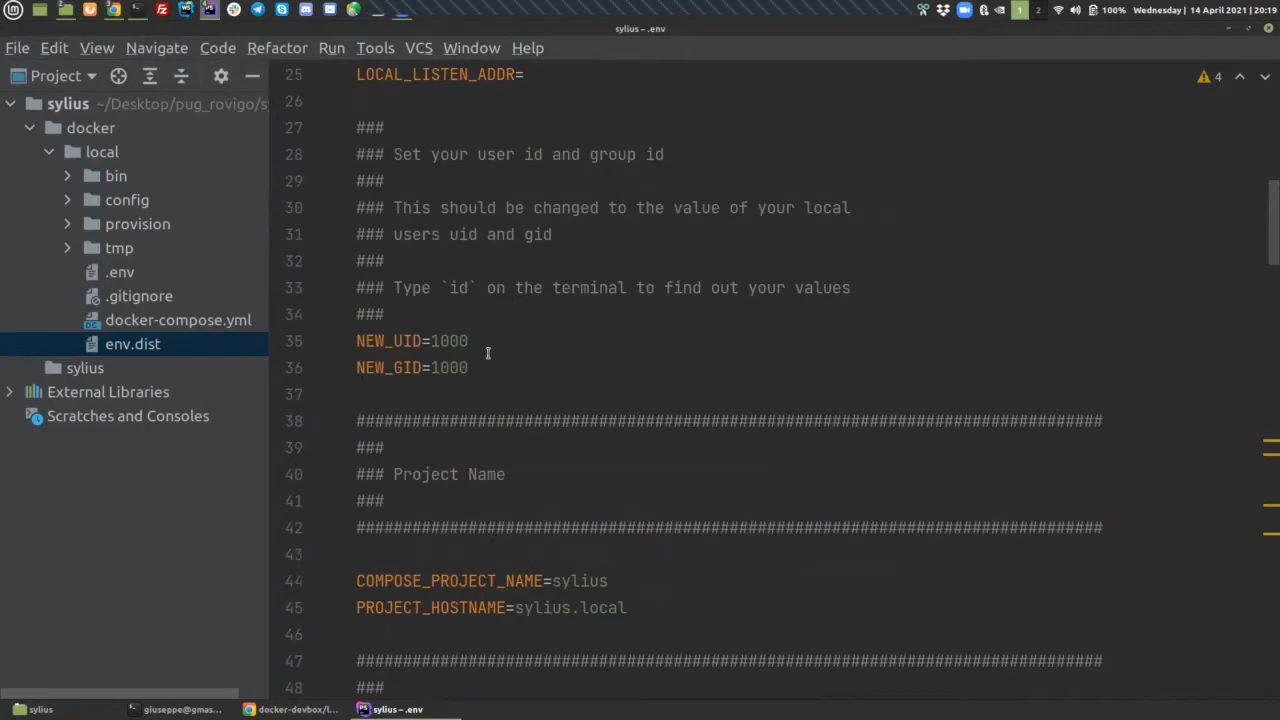 100% Wednesday | 14 April 2021 | 20:19
sylius – .env
File Edit View Navigate Code Refactor Run Tools VCS Window Help
Project
sylius ~/Desktop/pug_rovigo/s
docker
local
bin
config
provision
tmp
.env
.gitignore
docker-compose.yml
env.dist
sylius
External Libraries
Scratches and Consoles
4
25 LOCAL_LISTEN_ADDR=
26
27 ###
28 ### Set your user id and group id
29 ###
30 ### This should be changed to the value of your local
31 ### users uid and gid
32 ###
33 ### Type `id` on the terminal to find out your values
34 ###
35 NEW_UID=1000
36 NEW_GID=1000
37
38 ################################################################################
39 ###
40 ### Project Name
41 ###
42 ################################################################################
43
44 COMPOSE_PROJECT_NAME=sylius
45 PROJECT_HOSTNAME=sylius.local
46
47 ################################################################################
48 ###
sylius
giuseppe@gmas...
docker-devbox/l...
sylius – .env